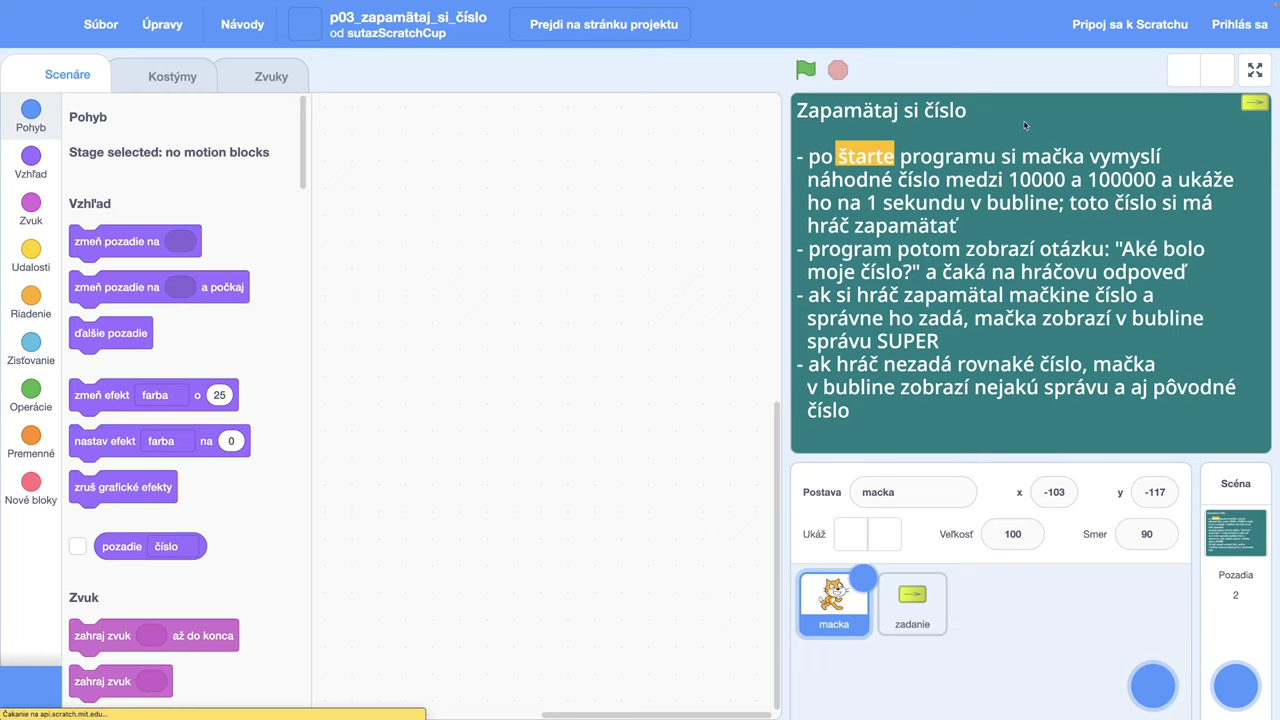 Súbor
Úpravy
Návody
p03_zapamätaj_si_číslo
od sutazScratchCup
Prejdi na stránku projektu
Pripoj sa k Scratchu
Prihlás sa
Scenáre
Kostýmy
Zvuky
Pohyb
Vzhľad
Zvuk
Udalosti
Riadenie
Zisťovanie
Operácie
Premenné
Nové bloky
Pohyb
Stage selected: no motion blocks
Vzhľad
zmeň pozadie na
zmeň pozadie na a počkaj
ďalšie pozadie
zmeň efekt farba o 25
nastav efekt farba na 0
zruš grafické efekty
pozadie číslo
Zvuk
zahraj zvuk až do konca
zahraj zvuk
Čakanie na api.scratch.mit.edu...
Zapamätaj si číslo
- po štarte programu si mačka vymyslí
náhodné číslo medzi 10000 a 100000 a ukáže
ho na 1 sekundu v bubline; toto číslo si má
hráč zapamätať
- program potom zobrazí otázku: "Aké bolo
moje číslo?" a čaká na hráčovu odpoveď
- ak si hráč zapamätal mačkine číslo a
správne ho zadá, mačka zobrazí v bubline
správu SUPER
- ak hráč nezadá rovnaké číslo, mačka
v bubline zobrazí nejakú správu a aj pôvodné
číslo
Postava macka x -103 y -117
Ukáž Veľkosť 100 Smer 90
macka
zadanie
Scéna
Pozadia
2